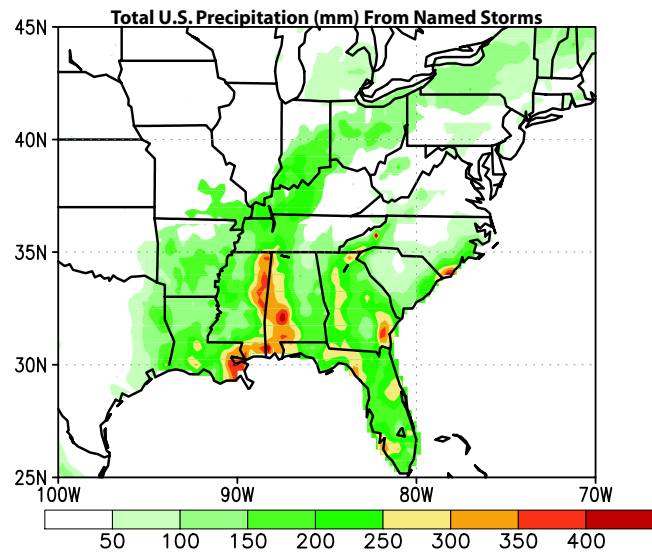 Total U.S. Precipitation (mm) From Named Storms
45N
40N
35N
30N
25N
100W 90W 80W 70W
50 100 150 200 250 300 350 400